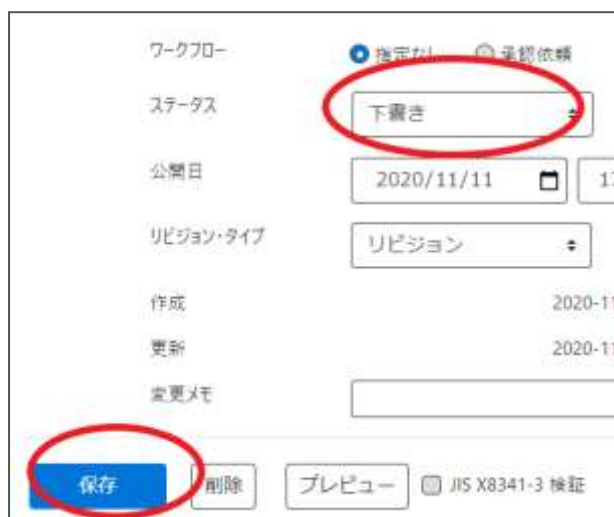 ワークフロー 指定なし 承認依頼
ステータス 下書き
公開日 2020/11/11 1
リビジョン・タイプ リビジョン
作成 2020-11
更新 2020-11
変更メモ
保存 削除 プレビュー JIS X8341-3 検証